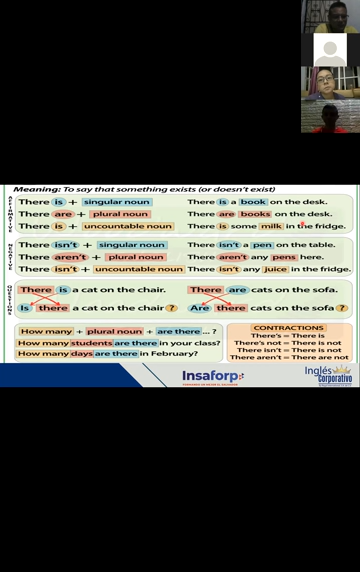 Meaning: To say that something exists (or doesn't exist)
AFFIRMATIVE
There is + singular noun There is a book on the desk.
There are + plural noun There are books on the desk.
There is + uncountable noun There is some milk in the fridge.
NEGATIVE
There isn't + singular noun There isn't a pen on the table.
There aren't + plural noun There aren't any pens here.
There isn't + uncountable noun There isn't any juice in the fridge.
QUESTIONS
There is a cat on the chair. There are cats on the sofa.
Is there a cat on the chair ? Are there cats on the sofa ?
How many + plural noun + are there ... ?
How many students are there in your class?
How many days are there in February?
CONTRACTIONS
There's = There is
There's not = There is not
There isn't = There is not
There aren't = There are not
Insaforp
Inglés
Corporativo